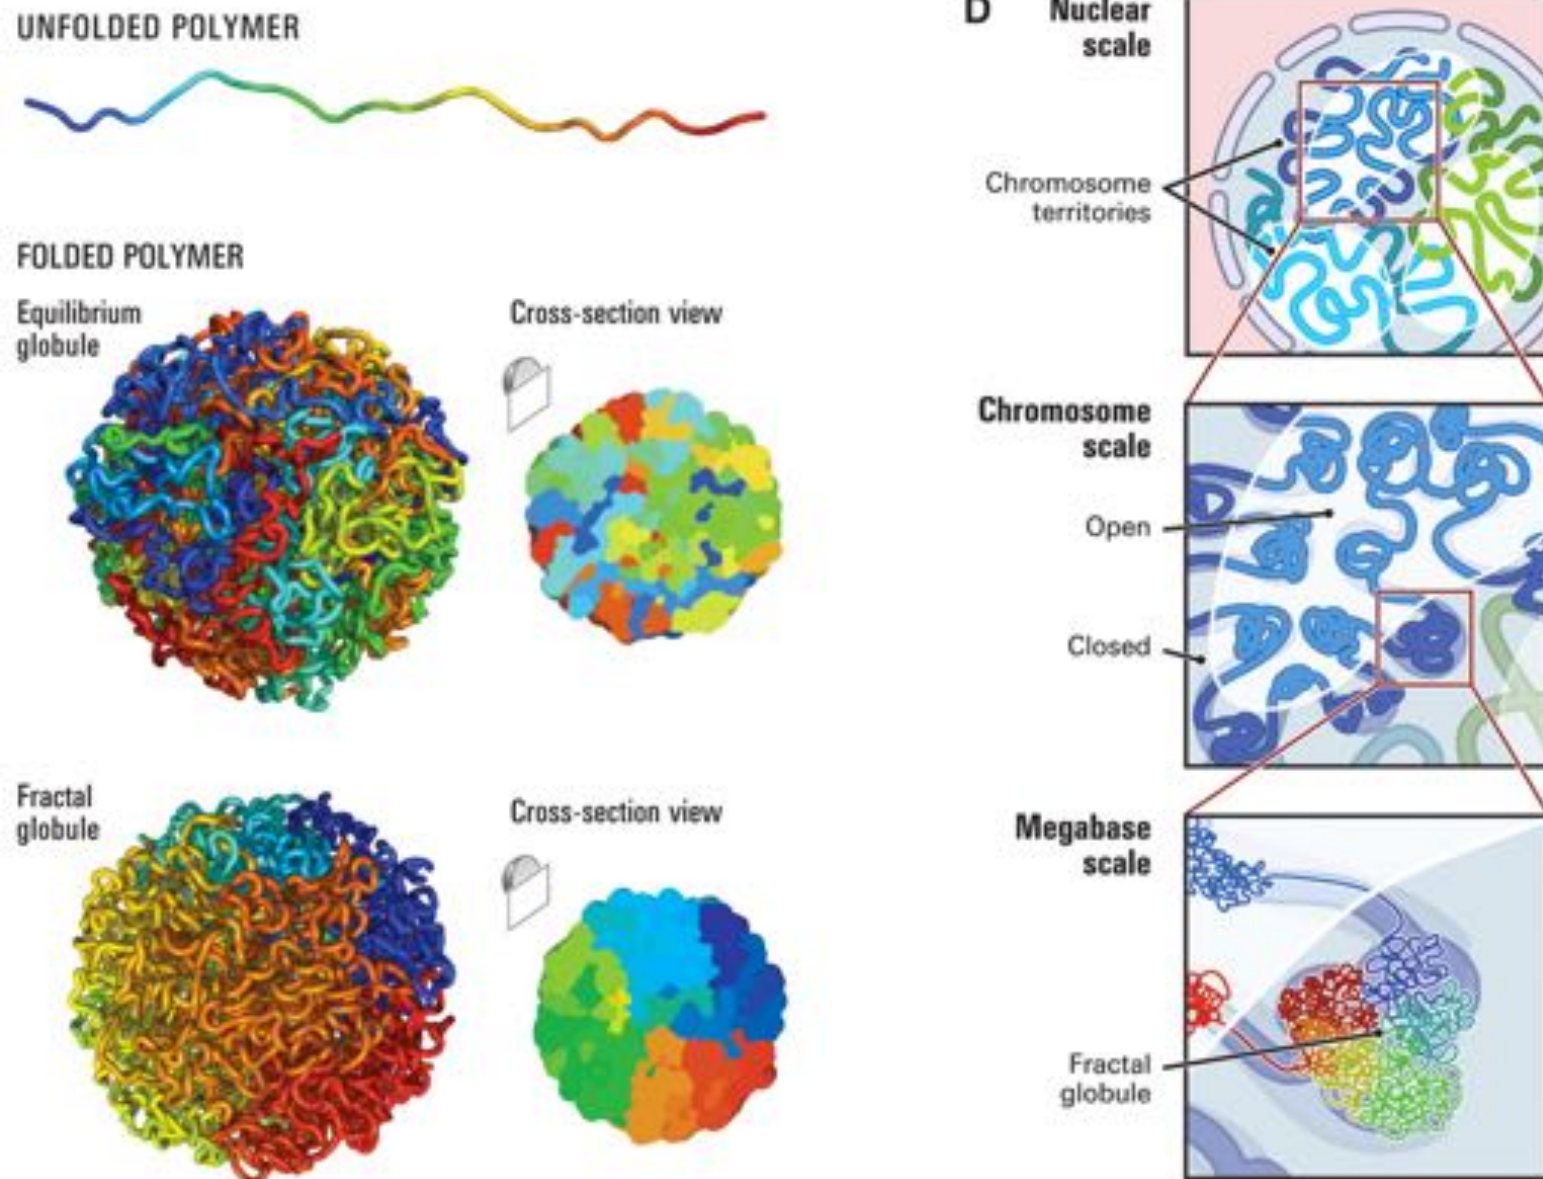 UNFOLDED POLYMER
FOLDED POLYMER
Equilibrium
globule
Cross-section view
Fractal
globule
Cross-section view
D
Nuclear
scale
Chromosome
territories
Chromosome
scale
Open
Closed
Megabase
scale
Fractal
globule